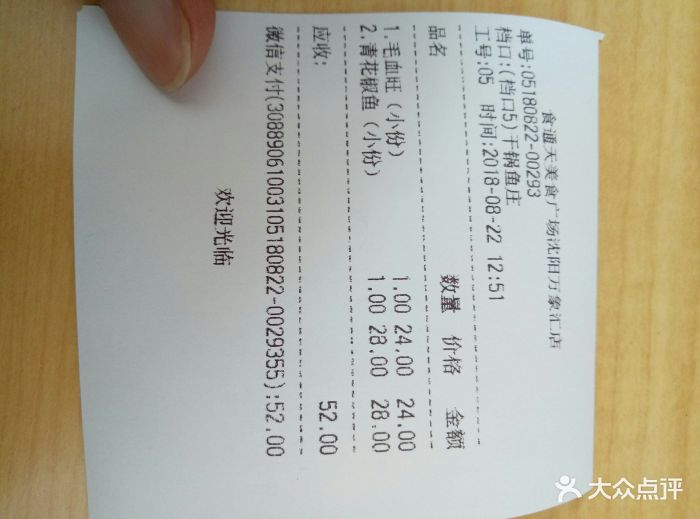 食通天美食广场沈阳万象汇店
单号:05180822-00293
档口:(档口5)干锅鱼庄
工号:05 时间:2018-08-22 12:51
品名 数量 价格 金额
1.毛血旺(小份) 1.00 24.00 24.00
2.青花椒鱼(小份) 1.00 28.00 28.00
应收: 52.00
微信支付(3088906100310518​0822-0029355):52.00
欢迎光临
大众点评